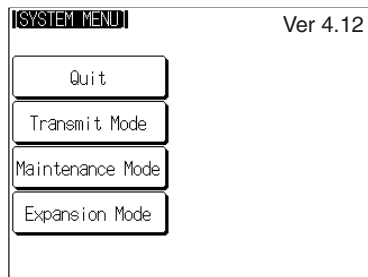 [SYSTEM MENU]
Ver 4.12
Quit
Transmit Mode
Maintenance Mode
Expansion Mode